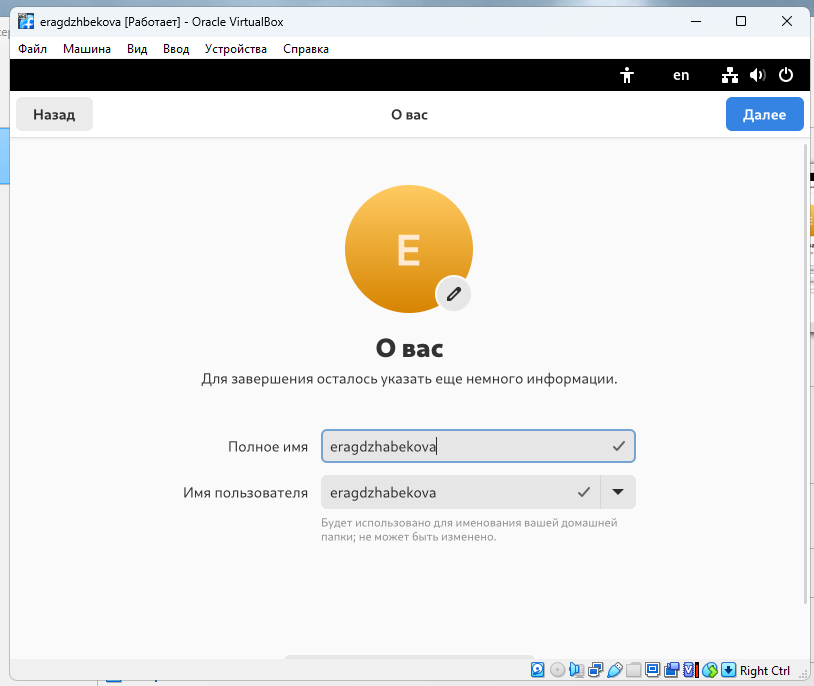 eragdzhbekova [Работает] - Oracle VirtualBox
Файл Машина Вид Ввод Устройства Справка
en
Назад О вас Далее
E
О вас
Для завершения осталось указать еще немного информации.
Полное имя eragdzhabekova
Имя пользователя eragdzhabekova
Будет использовано для именования вашей домашней
папки; не может быть изменено.
Right Ctrl